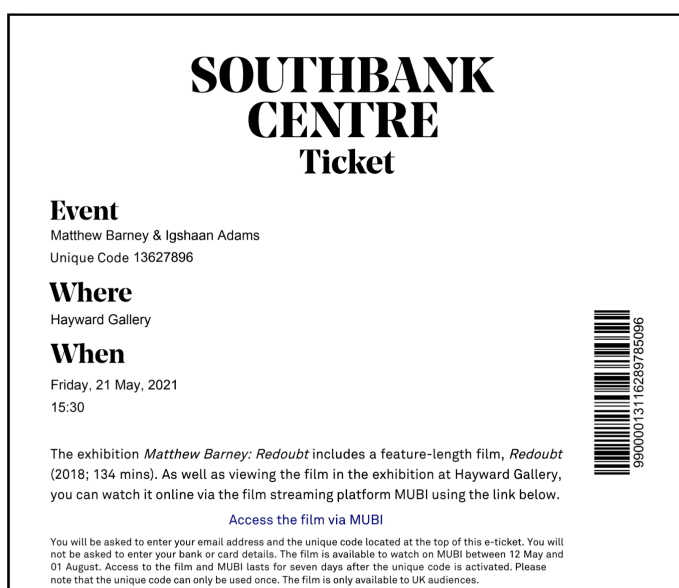 SOUTHBANK
CENTRE
Ticket
Event
Matthew Barney & Igshaan Adams
Unique Code 13627896
Where
Hayward Gallery
When
Friday, 21 May, 2021
15:30
99000013116289785096
The exhibition Matthew Barney: Redoubt includes a feature-length film, Redoubt
(2018; 134 mins). As well as viewing the film in the exhibition at Hayward Gallery,
you can watch it online via the film streaming platform MUBI using the link below.
Access the film via MUBI
You will be asked to enter your email address and the unique code located at the top of this e-ticket. You will
not be asked to enter your bank or card details. The film is available to watch on MUBI between 12 May and
01 August. Access to the film and MUBI lasts for seven days after the unique code is activated. Please
note that the unique code can only be used once. The film is only available to UK audiences.